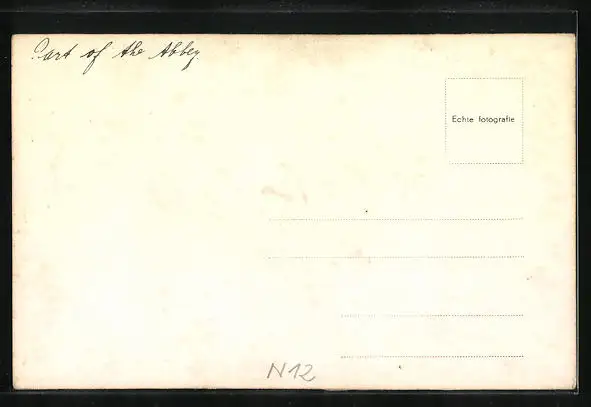 Part of the Abbey.
Echte fotografie
N12